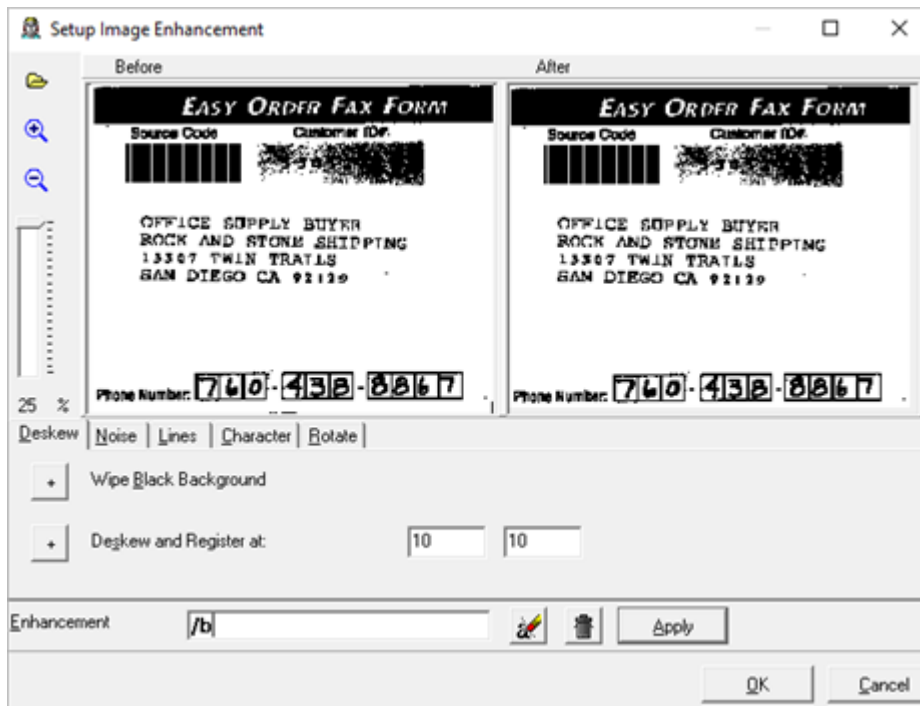 Setup Image Enhancement
Before After
EASY ORDER FAX FORM
Source Code Customer ID#:
OFFICE SUPPLY BUYER
ROCK AND STONE SHIPPING
13307 TWIN TRAILS
SAN DIEGO CA 92129
Phone Number: 760-438-8867
EASY ORDER FAX FORM
Source Code Customer ID#:
OFFICE SUPPLY BUYER
ROCK AND STONE SHIPPING
13307 TWIN TRAILS
SAN DIEGO CA 92129
Phone Number: 760-438-8867
25 %
Deskew Noise Lines Character Rotate
+ Wipe Black Background
+ Deskew and Register at: 10 10
Enhancement /b Apply
OK Cancel